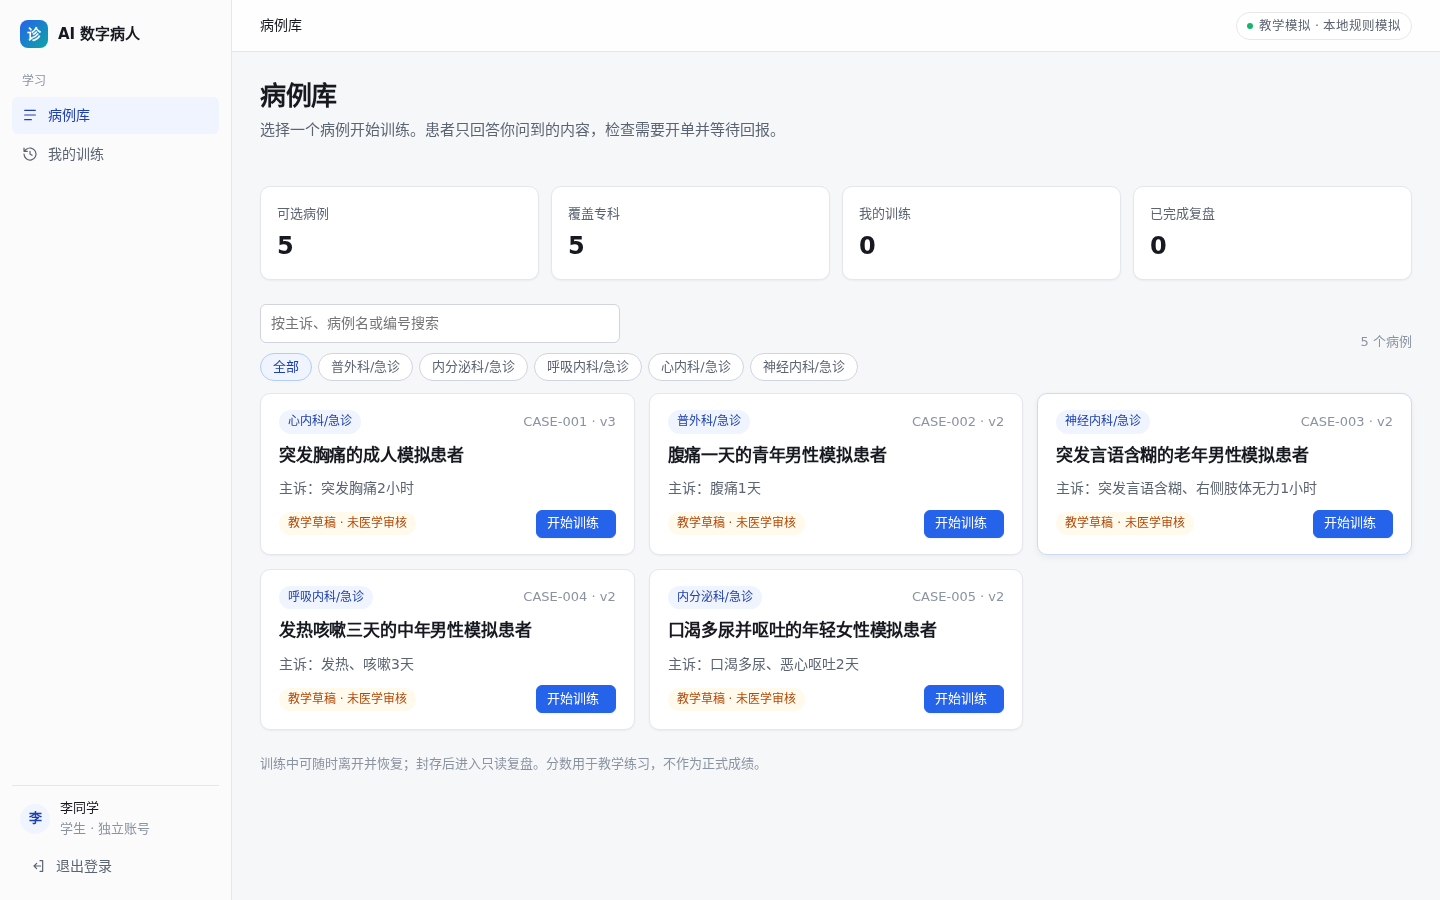 诊 AI 数字病人
学习
病例库
我的训练
李
李同学
学生 · 独立账号
退出登录
病例库
教学模拟 · 本地规则模拟
病例库
选择一个病例开始训练。患者只回答你问到的内容，检查需要开单并等待回报。
可选病例
5
覆盖专科
5
我的训练
0
已完成复盘
0
按主诉、病例名或编号搜索
5 个病例
全部 普外科/急诊 内分泌科/急诊 呼吸内科/急诊 心内科/急诊 神经内科/急诊
心内科/急诊 CASE-001 · v3
突发胸痛的成人模拟患者
主诉：突发胸痛2小时
教学草稿 · 未医学审核 开始训练
普外科/急诊 CASE-002 · v2
腹痛一天的青年男性模拟患者
主诉：腹痛1天
教学草稿 · 未医学审核 开始训练
神经内科/急诊 CASE-003 · v2
突发言语含糊的老年男性模拟患者
主诉：突发言语含糊、右侧肢体无力1小时
教学草稿 · 未医学审核 开始训练
呼吸内科/急诊 CASE-004 · v2
发热咳嗽三天的中年男性模拟患者
主诉：发热、咳嗽3天
教学草稿 · 未医学审核 开始训练
内分泌科/急诊 CASE-005 · v2
口渴多尿并呕吐的年轻女性模拟患者
主诉：口渴多尿、恶心呕吐2天
教学草稿 · 未医学审核 开始训练
训练中可随时离开并恢复；封存后进入只读复盘。分数用于教学练习，不作为正式成绩。